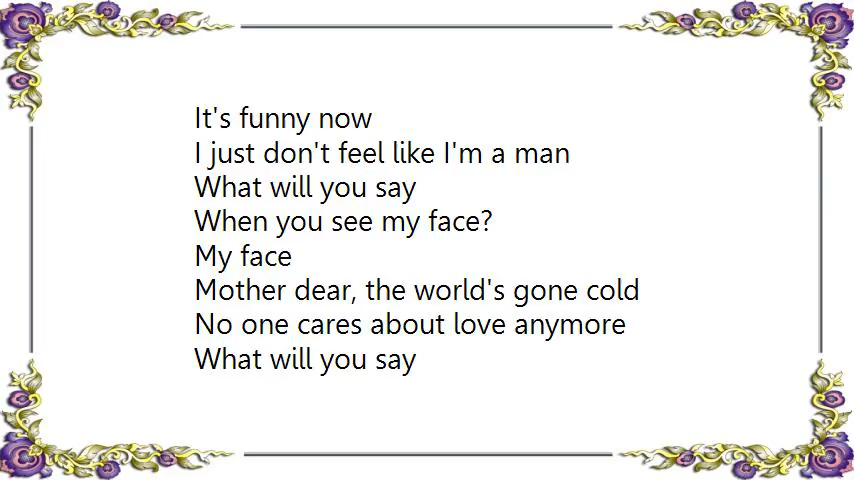 It's funny now
I just don't feel like I'm a man
What will you say
When you see my face?
My face
Mother dear, the world's gone cold
No one cares about love anymore
What will you say